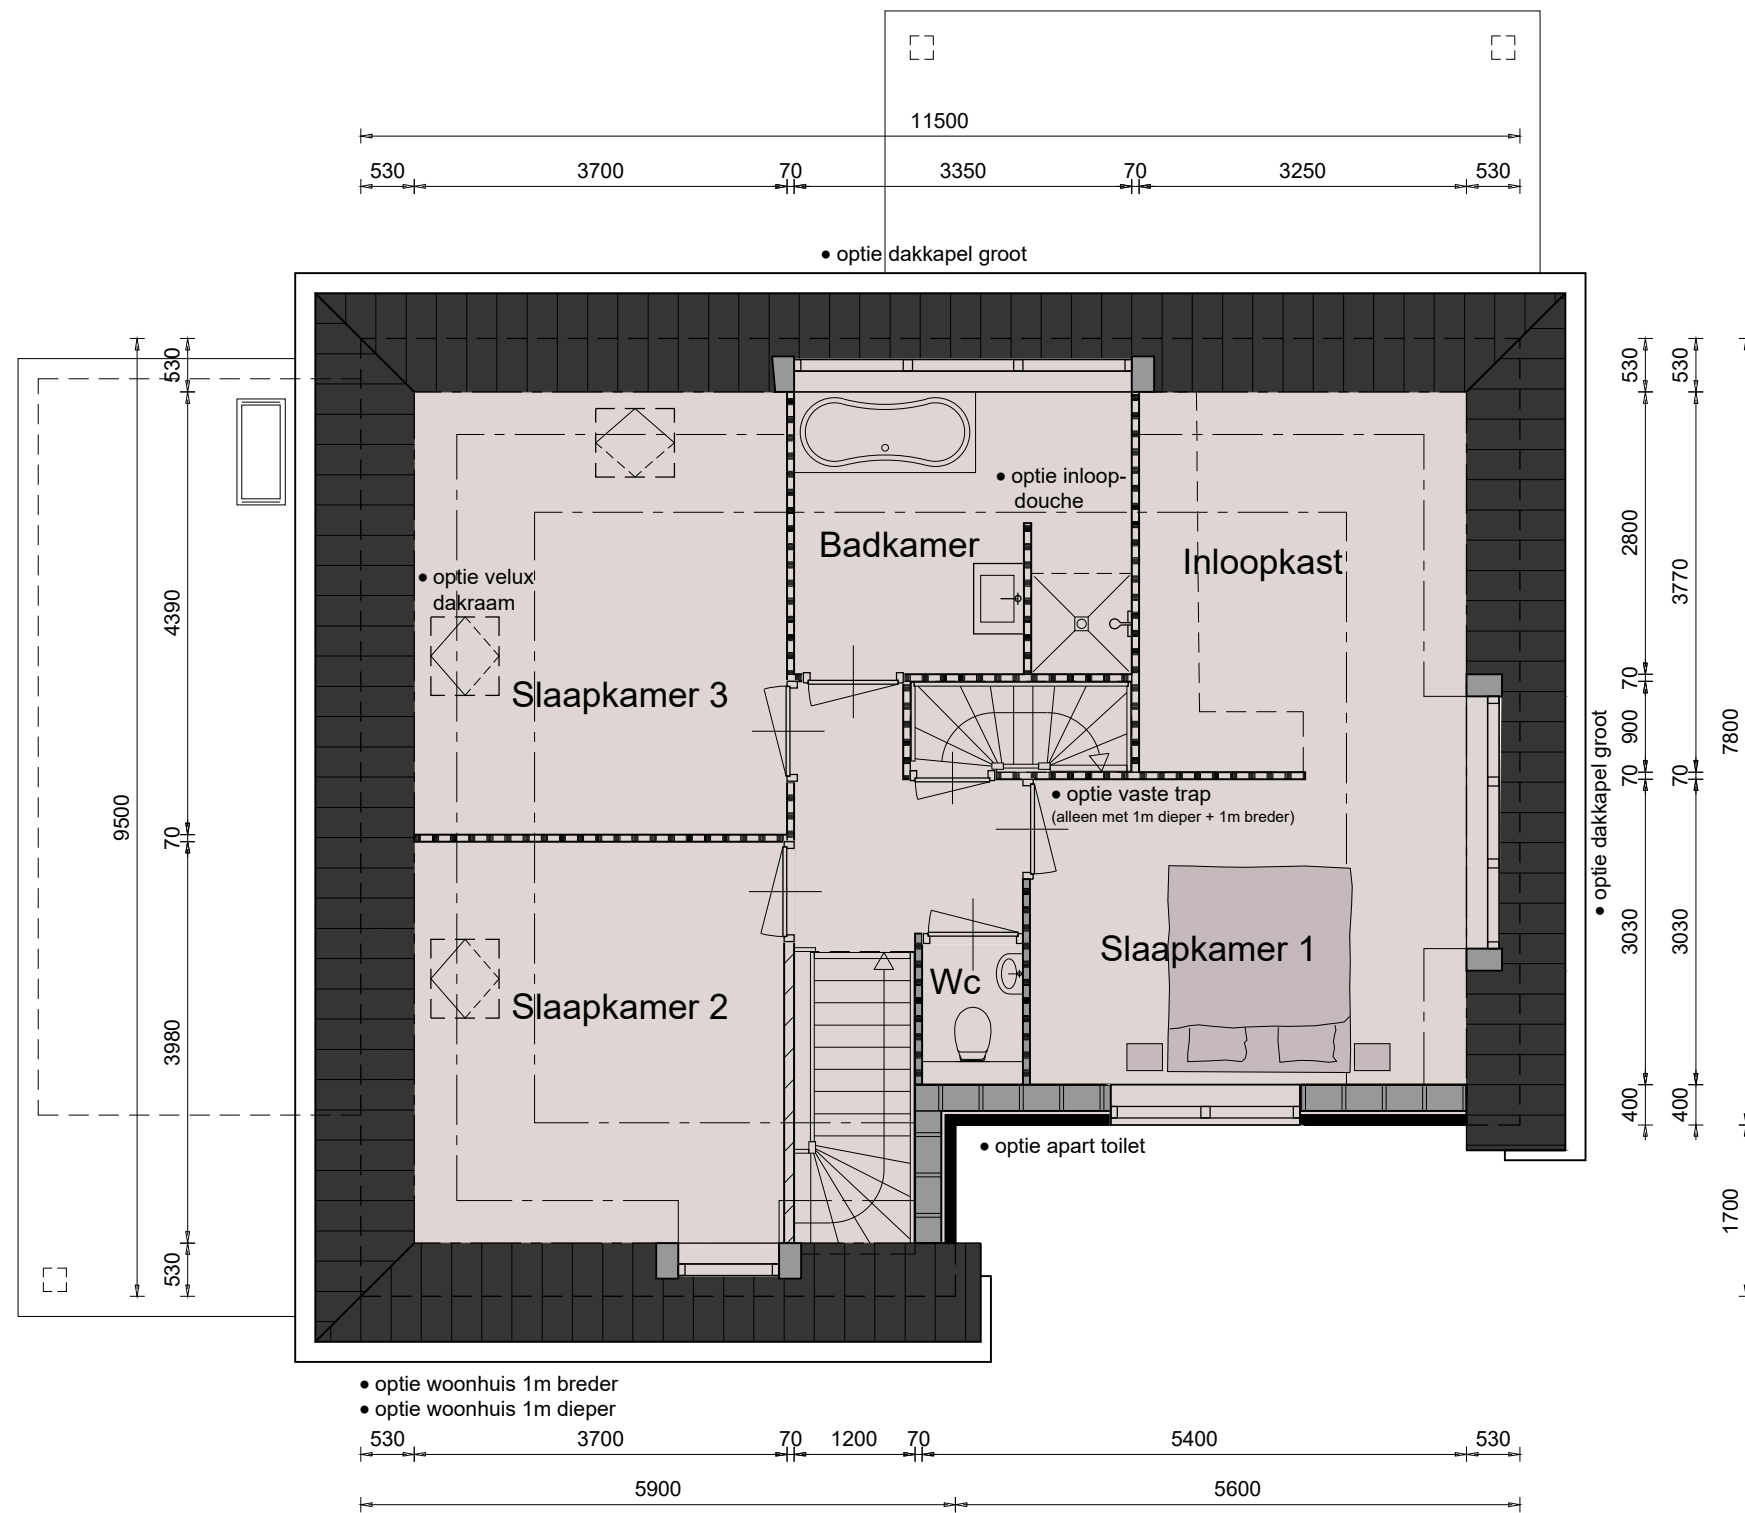 11500
530 3700 70 3350 70 3250 530
• optie dakkapel groot
530
4390
70
3980
530
9500
530
2800
70
900
70
3030
400
530
3770
70
3030
400
7800
1700
• optie inloop-
douche
Badkamer
Inloopkast
• optie velux
dakraam
Slaapkamer 3
• optie dakkapel groot
• optie vaste trap
(alleen met 1m dieper + 1m breder)
Slaapkamer 1
Wc
Slaapkamer 2
• optie apart toilet
• optie woonhuis 1m breder
• optie woonhuis 1m dieper
530 3700 70 1200 70 5400 530
5900 5600